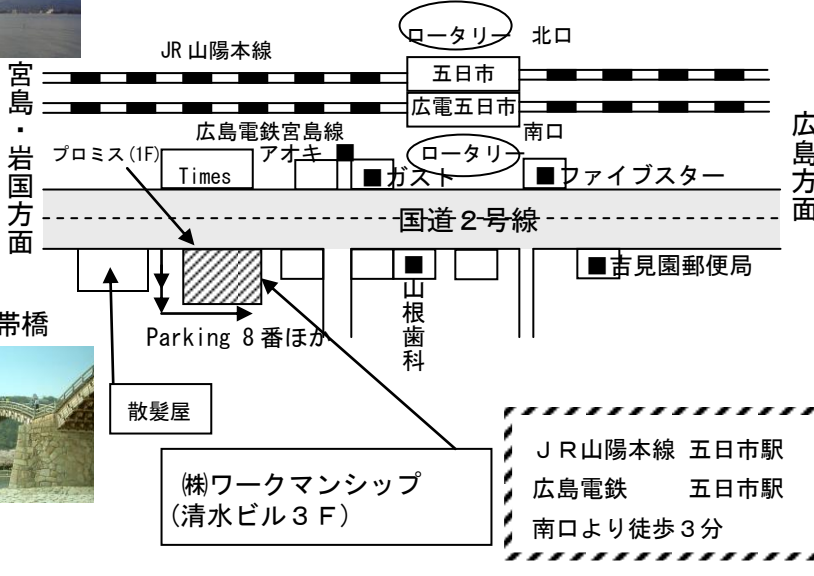 ロータリー 北口
JR山陽本線
五日市
広電五日市
宮島・岩国方面
広島方面
広島電鉄宮島線
南口
プロミス(1F)
アオキ ■
ロータリー
Times
■ガスト
■ファイブスター
国道2号線
■吉見園郵便局
■山根歯科
帯橋
Parking 8番ほか
散髪屋
㈱ワークマンシップ
(清水ビル3F)
JR山陽本線 五日市駅
広島電鉄 五日市駅
南口より徒歩3分